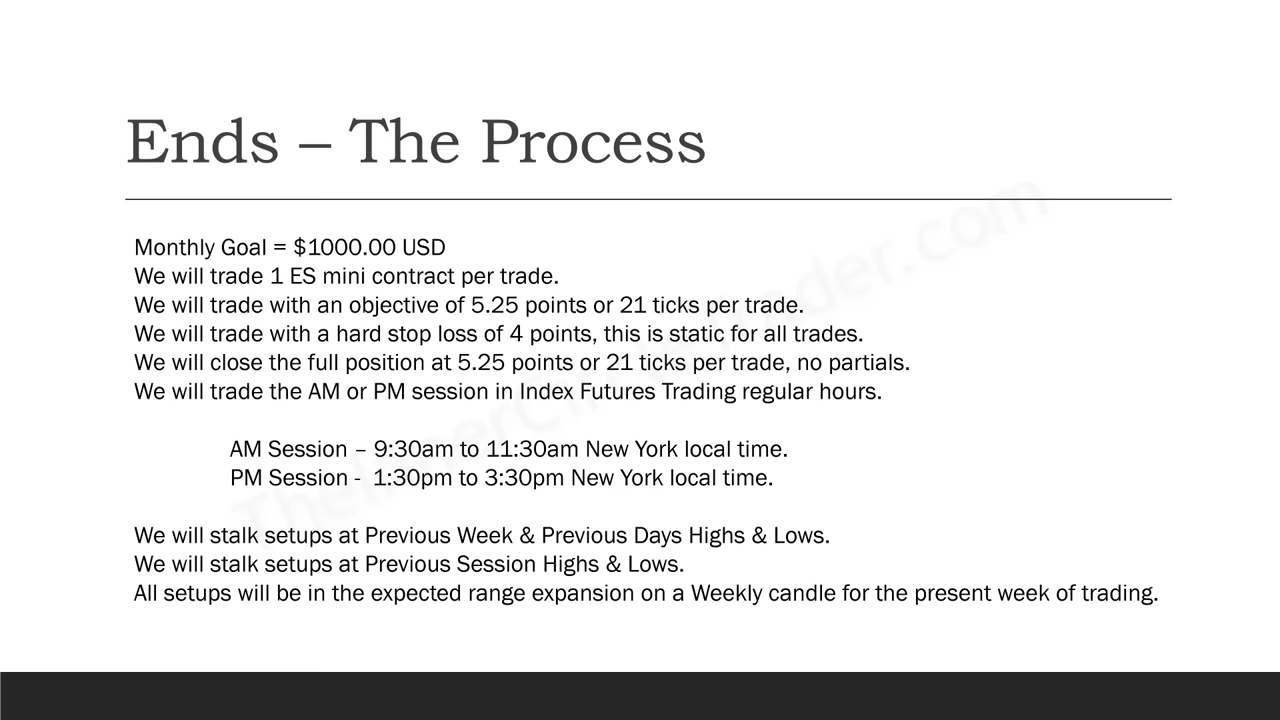 Ends – The Process
Monthly Goal = $1000.00 USD
We will trade 1 ES mini contract per trade.
We will trade with an objective of 5.25 points or 21 ticks per trade.
We will trade with a hard stop loss of 4 points, this is static for all trades.
We will close the full position at 5.25 points or 21 ticks per trade, no partials.
We will trade the AM or PM session in Index Futures Trading regular hours.
AM Session – 9:30am to 11:30am New York local time.
PM Session -  1:30pm to 3:30pm New York local time.
We will stalk setups at Previous Week & Previous Days Highs & Lows.
We will stalk setups at Previous Session Highs & Lows.
All setups will be in the expected range expansion on a Weekly candle for the present week of trading.